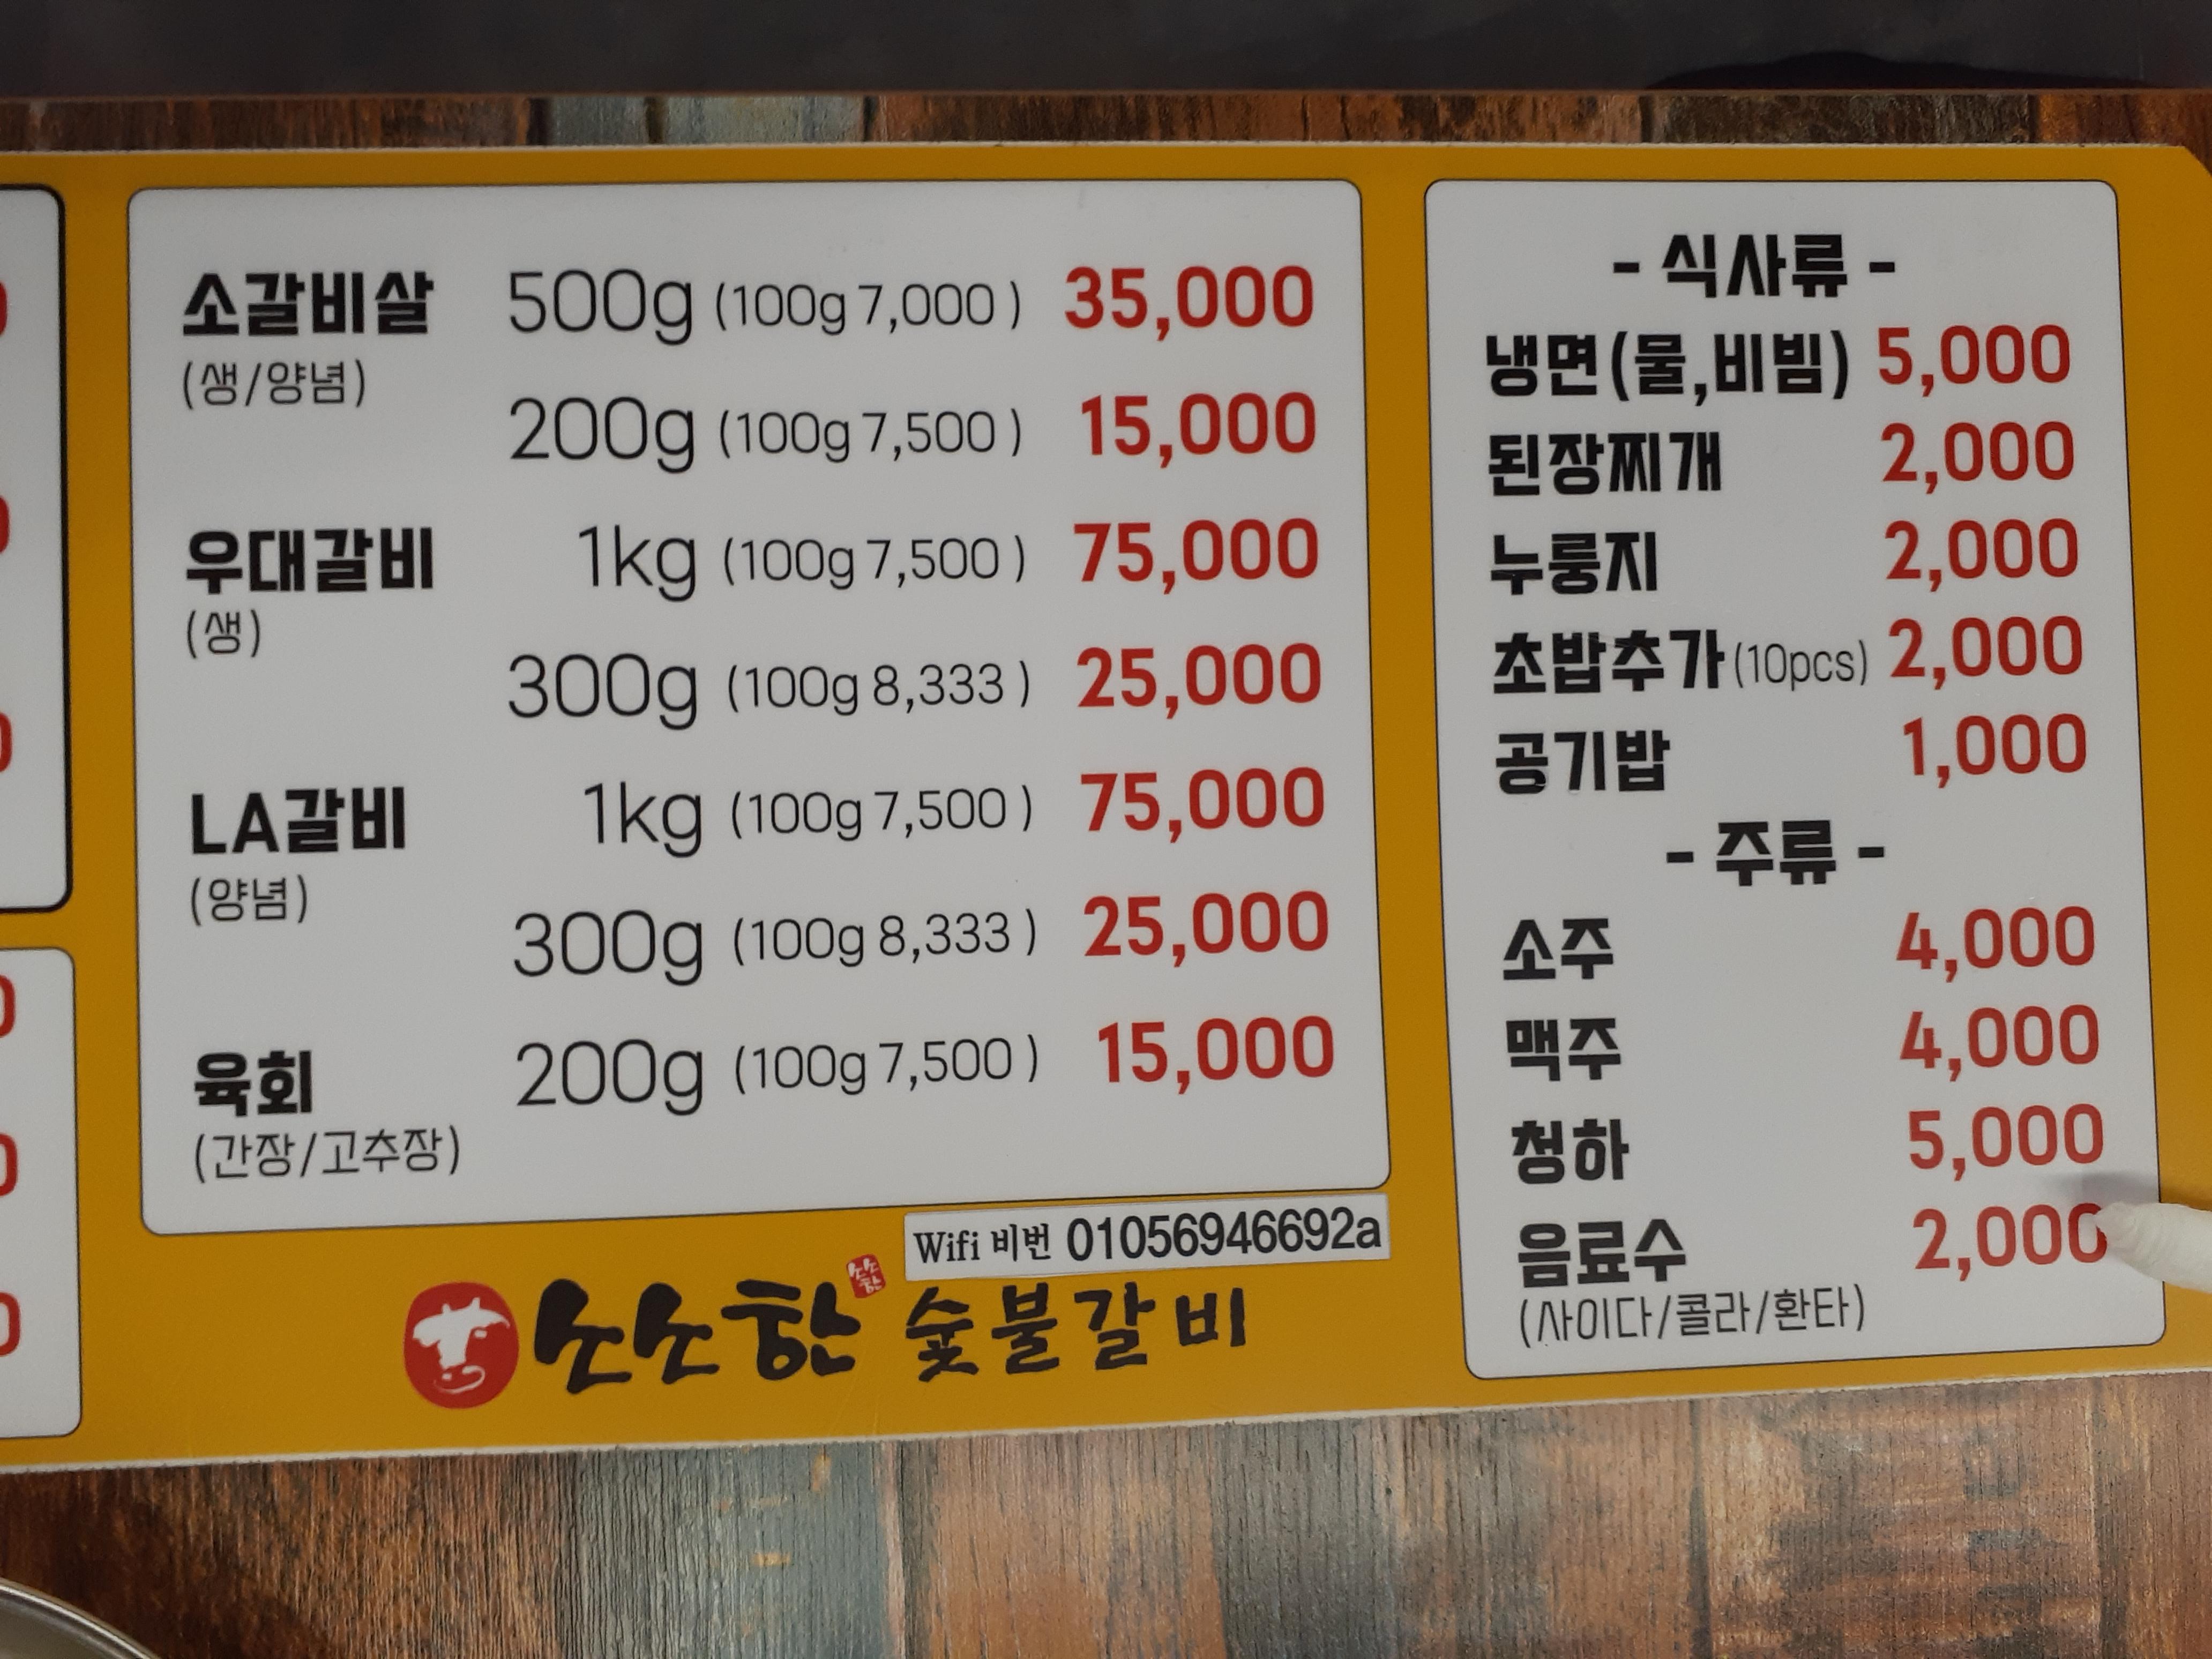 소갈비살 500g (100g 7,000) 35,000
(생/양념)
200g (100g 7,500) 15,000
우대갈비 1kg (100g 7,500) 75,000
(생)
300g (100g 8,333) 25,000
LA갈비 1kg (100g 7,500) 75,000
(양념)
300g (100g 8,333) 25,000
육회 200g (100g 7,500) 15,000
(간장/고추장)
Wifi 비번 01056946692a
소소한 소소한 숯불갈비
- 식사류 -
냉면(물,비빔) 5,000
된장찌개 2,000
누룽지 2,000
초밥추가(10pcs) 2,000
공기밥 1,000
- 주류 -
소주 4,000
맥주 4,000
청하 5,000
음료수 2,000
(사이다/콜라/환타)